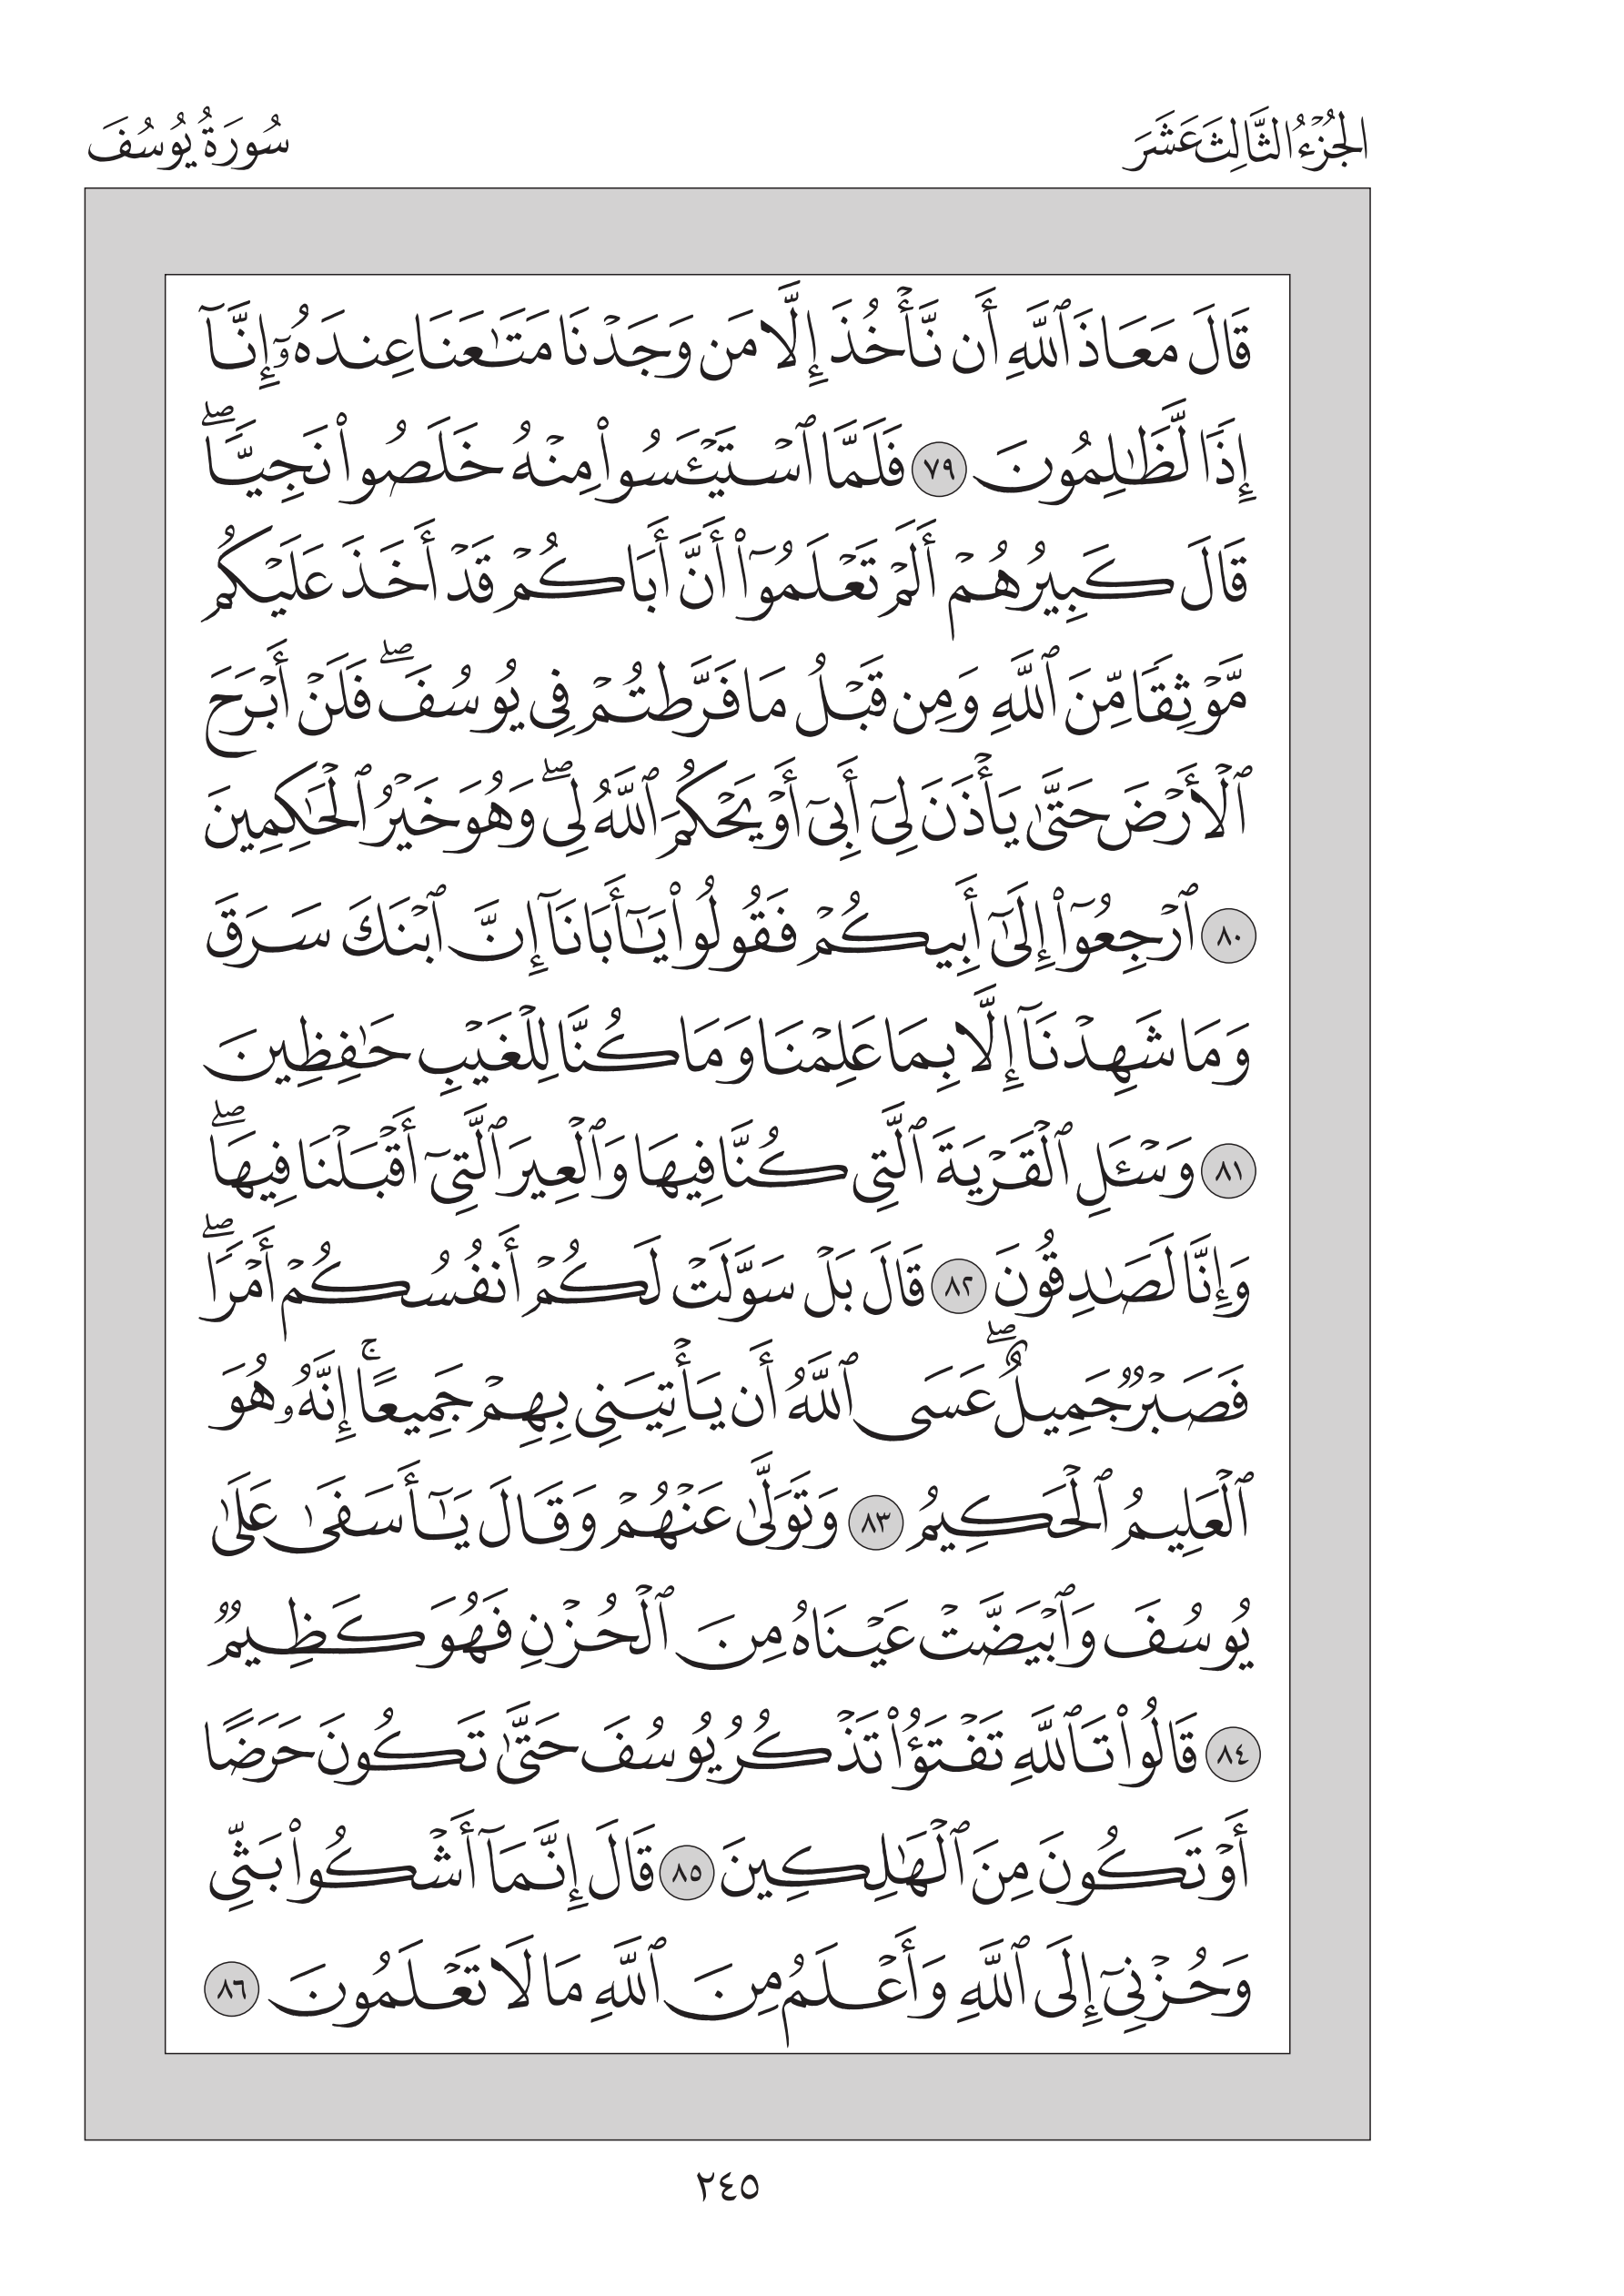 الجُزْءُ الثَّالِثَ عَشَرَ
سُورَةُ يُوسُفَ
قَالَ مَعَاذَ ٱللَّهِ أَن نَّأۡخُذَ إِلَّا مَن وَجَدۡنَا مَتَٰعَنَا عِندَهُۥٓ إِنَّآ
إِذٗا لَّظَٰلِمُونَ ٧٩ فَلَمَّا ٱسۡتَيۡـَٔسُواْ مِنۡهُ خَلَصُواْ نَجِيّٗاۖ
قَالَ كَبِيرُهُمۡ أَلَمۡ تَعۡلَمُوٓاْ أَنَّ أَبَاكُمۡ قَدۡ أَخَذَ عَلَيۡكُم
مَّوۡثِقٗا مِّنَ ٱللَّهِ وَمِن قَبۡلُ مَا فَرَّطتُمۡ فِي يُوسُفَۖ فَلَنۡ أَبۡرَحَ
ٱلۡأَرۡضَ حَتَّىٰ يَأۡذَنَ لِيٓ أَبِيٓ أَوۡ يَحۡكُمَ ٱللَّهُ لِيۖ وَهُوَ خَيۡرُ ٱلۡحَٰكِمِينَ
٨٠ ٱرۡجِعُوٓاْ إِلَىٰٓ أَبِيكُمۡ فَقُولُواْ يَٰٓأَبَانَآ إِنَّ ٱبۡنَكَ سَرَقَ
وَمَا شَهِدۡنَآ إِلَّا بِمَا عَلِمۡنَا وَمَا كُنَّا لِلۡغَيۡبِ حَٰفِظِينَ
٨١ وَسۡـَٔلِ ٱلۡقَرۡيَةَ ٱلَّتِي كُنَّا فِيهَا وَٱلۡعِيرَ ٱلَّتِيٓ أَقۡبَلۡنَا فِيهَاۖ
وَإِنَّا لَصَٰدِقُونَ ٨٢ قَالَ بَلۡ سَوَّلَتۡ لَكُمۡ أَنفُسُكُمۡ أَمۡرٗاۖ
فَصَبۡرٞ جَمِيلٌۖ عَسَى ٱللَّهُ أَن يَأۡتِيَنِي بِهِمۡ جَمِيعًاۚ إِنَّهُۥ هُوَ
ٱلۡعَلِيمُ ٱلۡحَكِيمُ ٨٣ وَتَوَلَّىٰ عَنۡهُمۡ وَقَالَ يَٰٓأَسَفَىٰ عَلَىٰ
يُوسُفَ وَٱبۡيَضَّتۡ عَيۡنَاهُ مِنَ ٱلۡحُزۡنِ فَهُوَ كَظِيمٞ
٨٤ قَالُواْ تَٱللَّهِ تَفۡتَؤُاْ تَذۡكُرُ يُوسُفَ حَتَّىٰ تَكُونَ حَرَضًا
أَوۡ تَكُونَ مِنَ ٱلۡهَٰلِكِينَ ٨٥ قَالَ إِنَّمَآ أَشۡكُواْ بَثِّي
وَحُزۡنِيٓ إِلَى ٱللَّهِ وَأَعۡلَمُ مِنَ ٱللَّهِ مَا لَا تَعۡلَمُونَ ٨٦
٢٤٥